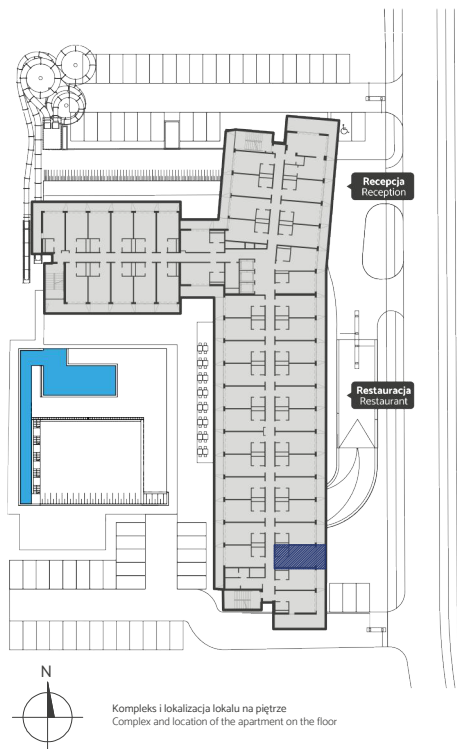 Recepcja
Reception
Restauracja
Restaurant
N
Kompleks i lokalizacja lokalu na piętrze
Complex and location of the apartment on the floor